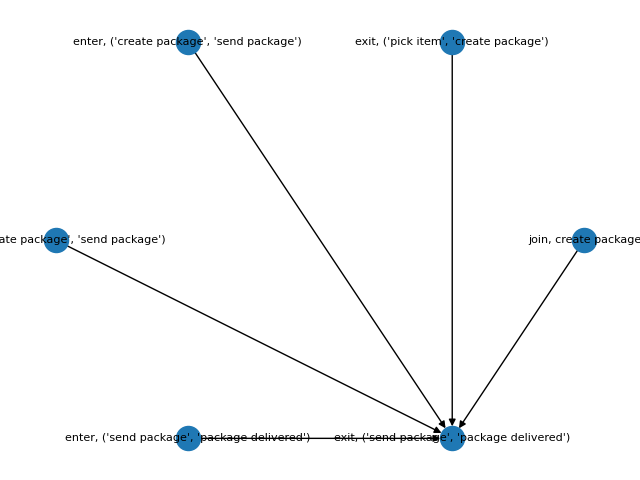 enter, ('create package', 'send package')
exit, ('pick item', 'create package')
ate package', 'send package')
join, create package
enter, ('send package', 'package delivered')
exit, ('send package', 'package delivered')